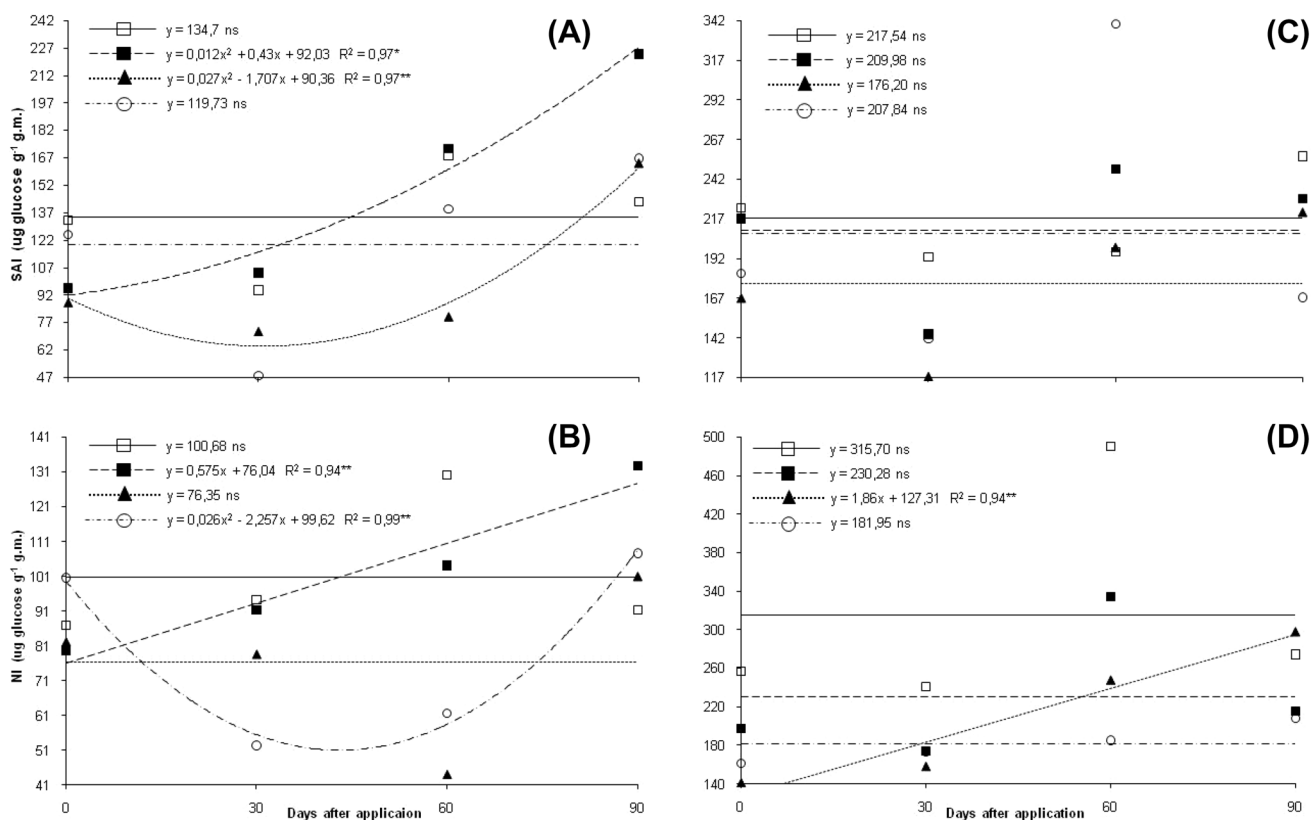 (A)
y = 134,7 ns
y = 0,012x² + 0,43x + 92,03 R² = 0,97*
y = 0,027x² - 1,707x + 90,36 R² = 0,97**
y = 119,73 ns
SAI (ug glucose g⁻¹ g.m.)
242
227
212
197
182
167
152
137
122
107
92
77
62
47
(C)
y = 217,54 ns
y = 209,98 ns
y = 176,20 ns
y = 207,84 ns
342
317
292
267
242
217
192
167
142
117
(B)
y = 100,68 ns
y = 0,575x + 76,04 R² = 0,94**
y = 76,35 ns
y = 0,026x² - 2,257x + 99,62 R² = 0,99**
NI (ug glucose g⁻¹ g.m.)
141
131
121
111
101
91
81
71
61
51
41
0 30 60 90
Days after applicaion
(D)
y = 315,70 ns
y = 230,28 ns
y = 1,86x + 127,31 R² = 0,94**
y = 181,95 ns
500
460
420
380
340
300
260
220
180
140
0 30 60 90
Days after application